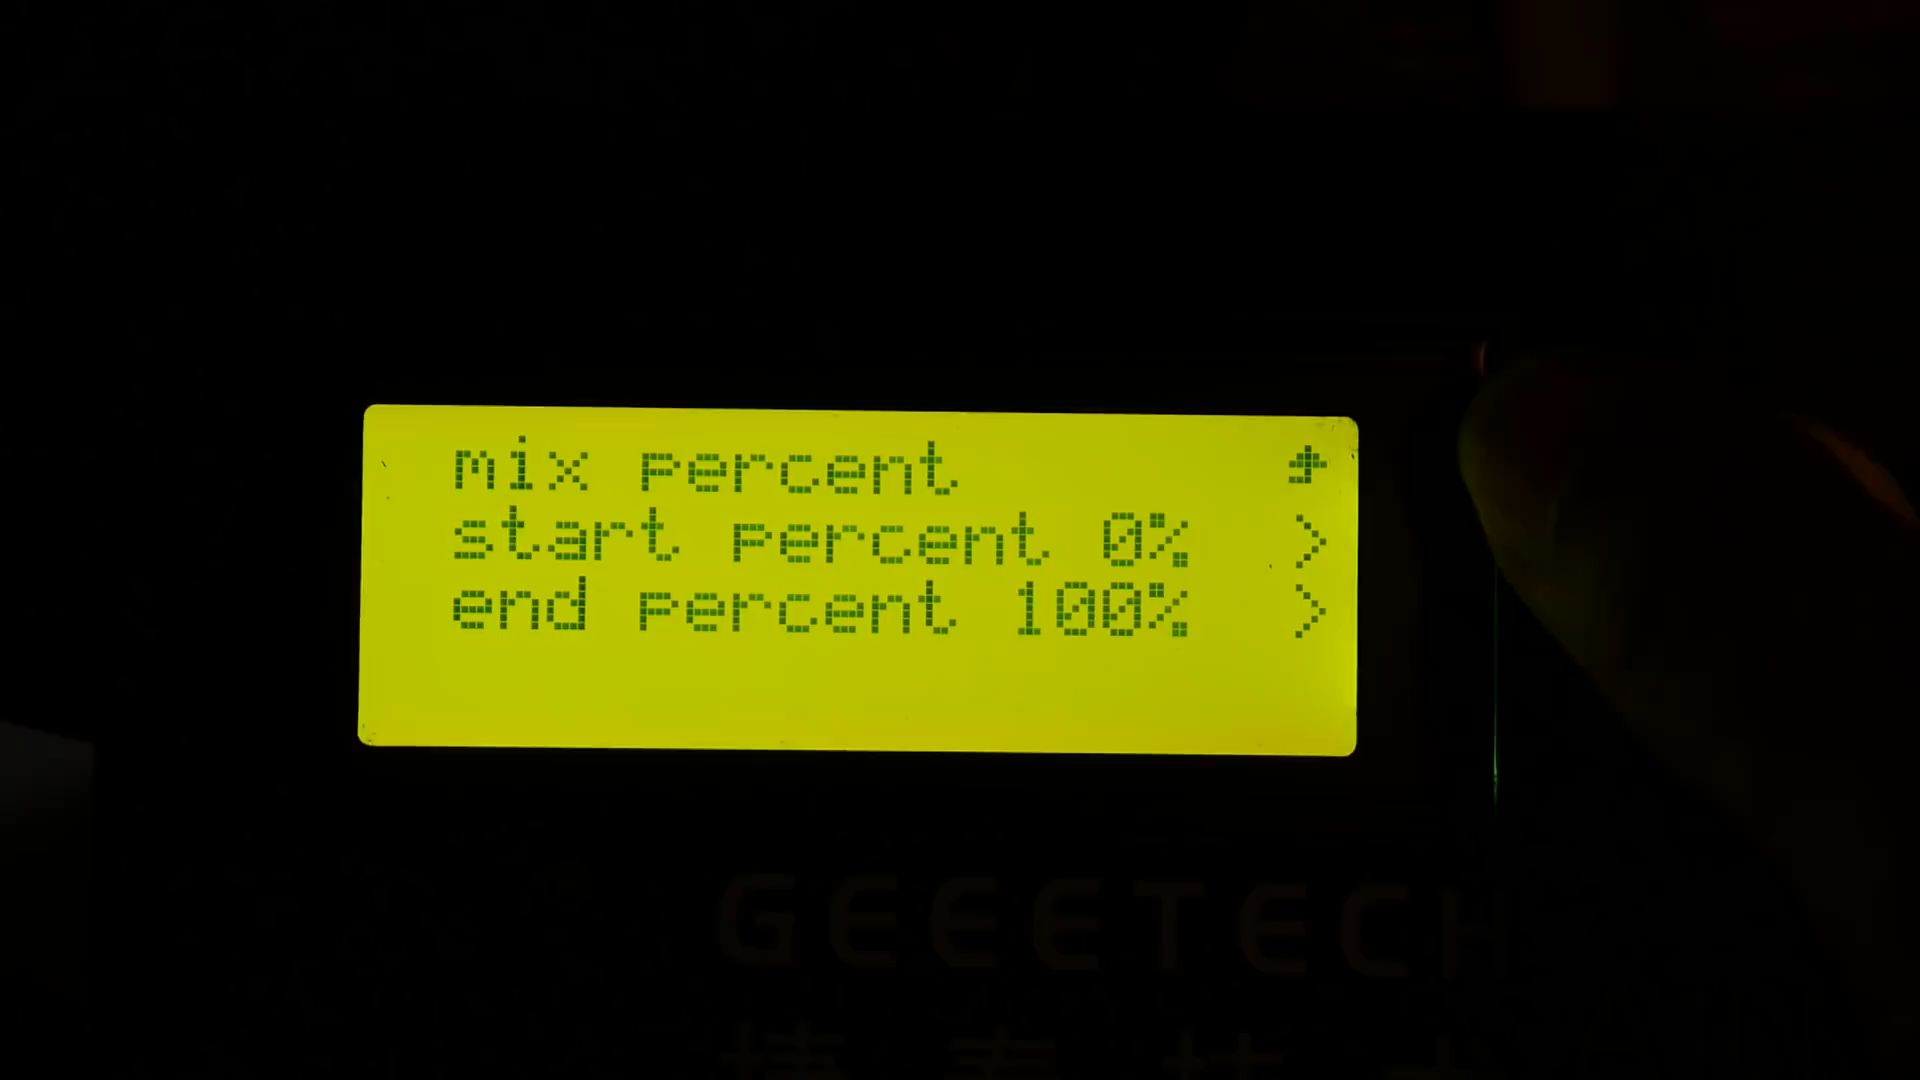 mix percent
start percent 0% >
end percent 100% >
GEEETECH